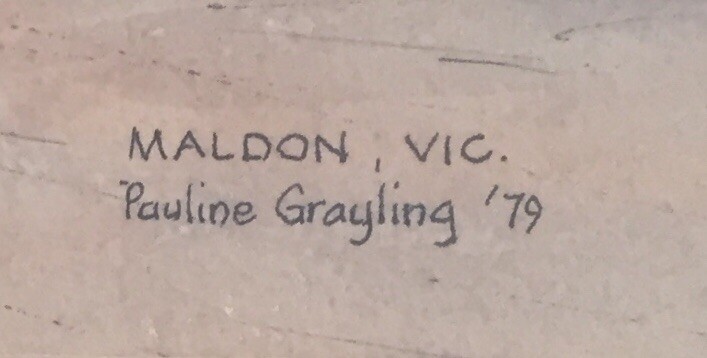 MALDON, VIC.
Pauline Grayling '79